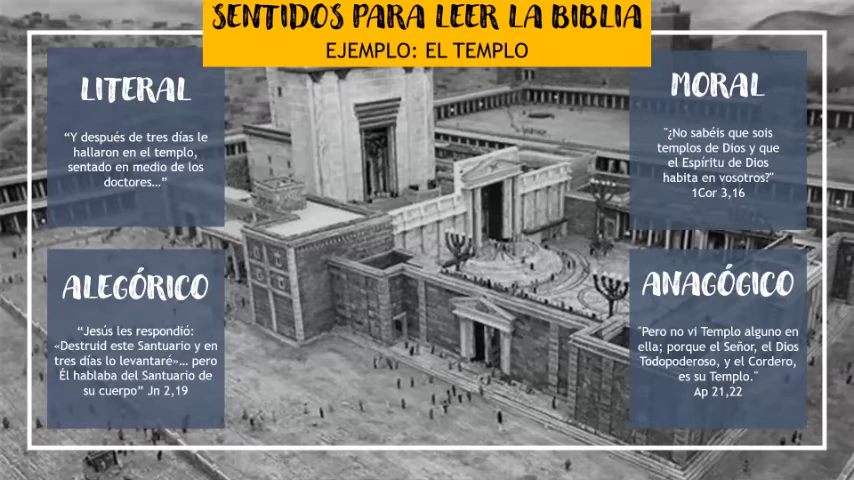 SENTIDOS PARA LEER LA BIBLIA
EJEMPLO: EL TEMPLO
LITERAL
“Y después de tres días le
hallaron en el templo,
sentado en medio de los
doctores…”
MORAL
"¿No sabéis que sois
templos de Dios y que
el Espíritu de Dios
habita en vosotros?"
1Cor 3,16
ALEGÓRICO
“Jesús les respondió:
«Destruid este Santuario y en
tres días lo levantaré»… pero
Él hablaba del Santuario de
su cuerpo” Jn 2,19
ANAGÓGICO
"Pero no vi Templo alguno en
ella; porque el Señor, el Dios
Todopoderoso, y el Cordero,
es su Templo."
Ap 21,22